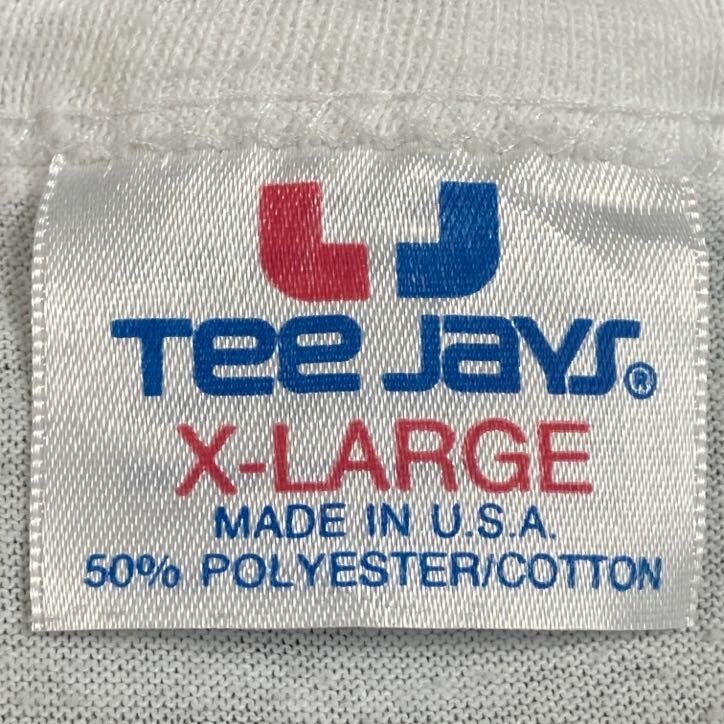 Tee Jays®
X-LARGE
MADE IN U.S.A.
50% POLYESTER/COTTON